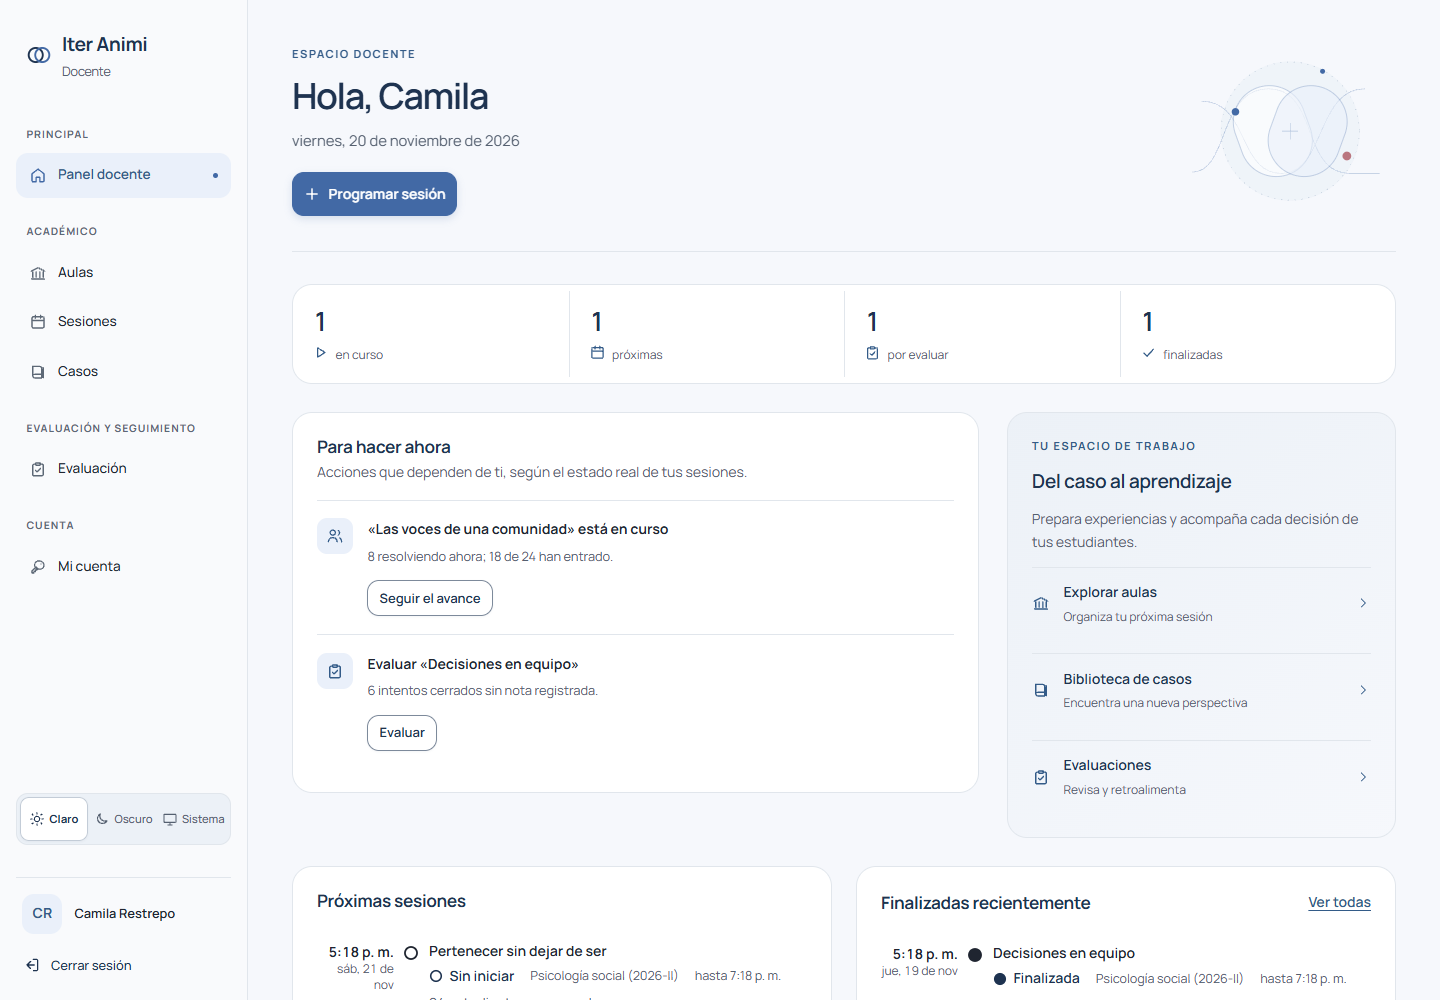 Iter Animi
Docente
PRINCIPAL
Panel docente
ACADÉMICO
Aulas
Sesiones
Casos
EVALUACIÓN Y SEGUIMIENTO
Evaluación
CUENTA
Mi cuenta
Claro
Oscuro
Sistema
CR
Camila Restrepo
Cerrar sesión
ESPACIO DOCENTE
Hola, Camila
viernes, 20 de noviembre de 2026
Programar sesión
1
en curso
1
próximas
1
por evaluar
1
finalizadas
Para hacer ahora
Acciones que dependen de ti, según el estado real de tus sesiones.
«Las voces de una comunidad» está en curso
8 resolviendo ahora; 18 de 24 han entrado.
Seguir el avance
Evaluar «Decisiones en equipo»
6 intentos cerrados sin nota registrada.
Evaluar
TU ESPACIO DE TRABAJO
Del caso al aprendizaje
Prepara experiencias y acompaña cada decisión de
tus estudiantes.
Explorar aulas
Organiza tu próxima sesión
Biblioteca de casos
Encuentra una nueva perspectiva
Evaluaciones
Revisa y retroalimenta
Próximas sesiones
5:18 p. m.
sáb, 21 de
nov
Pertenecer sin dejar de ser
Sin iniciar
Psicología social (2026-II)
hasta 7:18 p. m.
Finalizadas recientemente
Ver todas
5:18 p. m.
jue, 19 de nov
Decisiones en equipo
Finalizada
Psicología social (2026-II)
hasta 7:18 p. m.